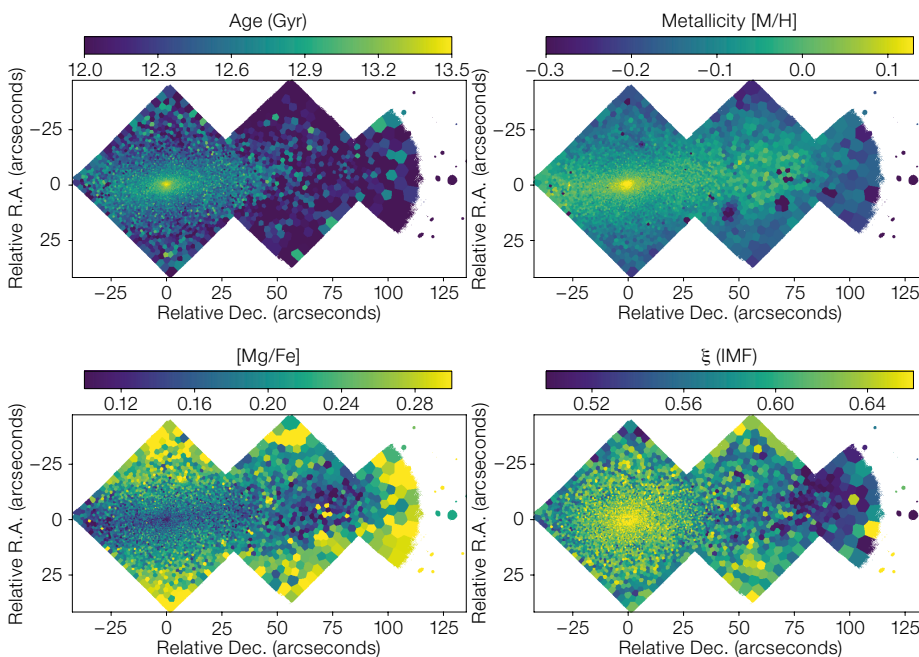 Age (Gyr)
12.0 12.3 12.6 12.9 13.2 13.5
Relative R.A. (arcseconds)
−25
0
25
−25 0 25 50 75 100 125
Relative Dec. (arcseconds)
Metallicity [M/H]
−0.3 −0.2 −0.1 0.0 0.1
Relative R.A. (arcseconds)
−25
0
25
−25 0 25 50 75 100 125
Relative Dec. (arcseconds)
[Mg/Fe]
0.12 0.16 0.20 0.24 0.28
Relative R.A. (arcseconds)
−25
0
25
−25 0 25 50 75 100 125
Relative Dec. (arcseconds)
ξ (IMF)
0.52 0.56 0.60 0.64
Relative R.A. (arcseconds)
−25
0
25
−25 0 25 50 75 100 125
Relative Dec. (arcseconds)